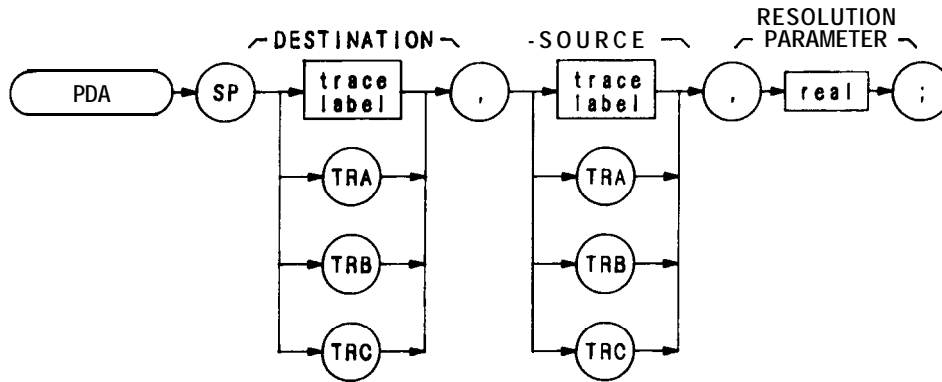 RESOLUTION
DESTINATION -SOURCE PARAMETER
PDA SP trace label , trace label , real ;
TRA TRA
TRB TRB
TRC TRC